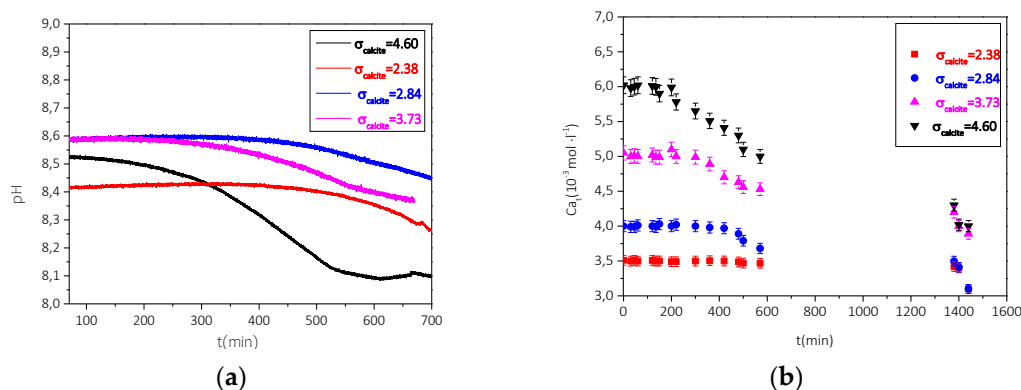 9,0
8,9
8,8
8,7
8,6
8,5
8,4
8,3
8,2
8,1
8,0
pH
100 200 300 400 500 600 700
t(min)
σcalcite=4.60
σcalcite=2.38
σcalcite=2.84
σcalcite=3.73
(a)
6,0
6,5
6,0
5,5
5,0
4,5
4,0
3,5
3,0
Cat(10-3 mol·l-1)
0 200 400 600 800 1000 1200 1400 1600
t(min)
σcalcite=2.38
σcalcite=2.84
σcalcite=3.73
σcalcite=4.60
(b)